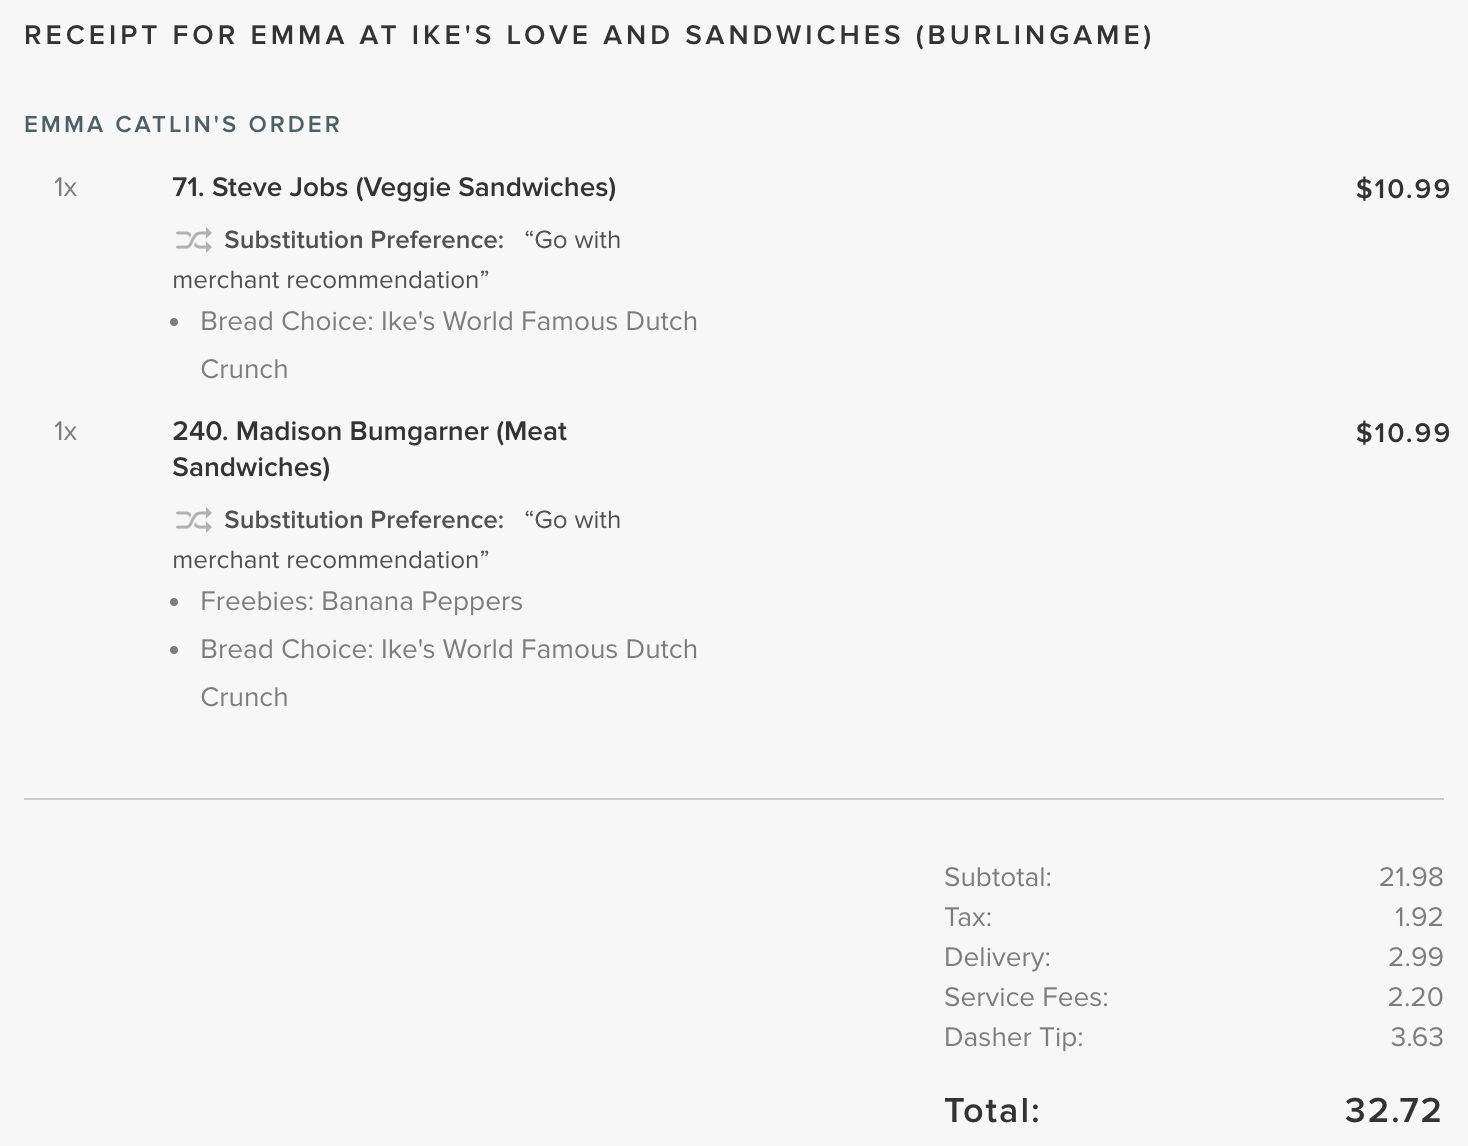 RECEIPT FOR EMMA AT IKE'S LOVE AND SANDWICHES (BURLINGAME)
EMMA CATLIN'S ORDER
1x 71. Steve Jobs (Veggie Sandwiches) $10.99
Substitution Preference: “Go with
merchant recommendation”
• Bread Choice: Ike's World Famous Dutch
Crunch
1x 240. Madison Bumgarner (Meat $10.99
Sandwiches)
Substitution Preference: “Go with
merchant recommendation”
• Freebies: Banana Peppers
• Bread Choice: Ike's World Famous Dutch
Crunch
Subtotal: 21.98
Tax: 1.92
Delivery: 2.99
Service Fees: 2.20
Dasher Tip: 3.63
Total: 32.72